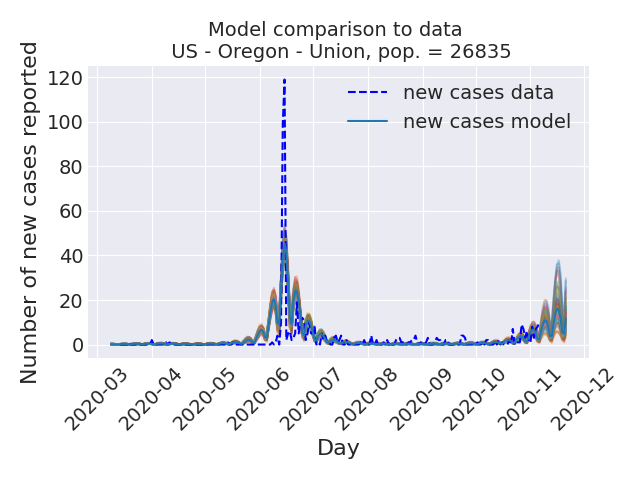 Model comparison to data
US - Oregon - Union, pop. = 26835
Number of new cases reported
120
100
80
60
40
20
0
new cases data
new cases model
2020-03
2020-04
2020-05
2020-06
2020-07
2020-08
2020-09
2020-10
2020-11
2020-12
Day